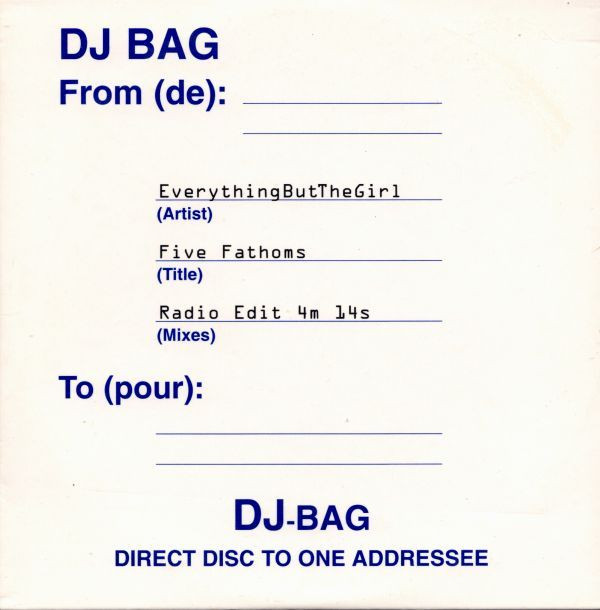 DJ BAG
From (de):
EverythingButTheGirl
(Artist)
Five Fathoms
(Title)
Radio Edit 4m 14s
(Mixes)
To (pour):
DJ-BAG
DIRECT DISC TO ONE ADDRESSEE